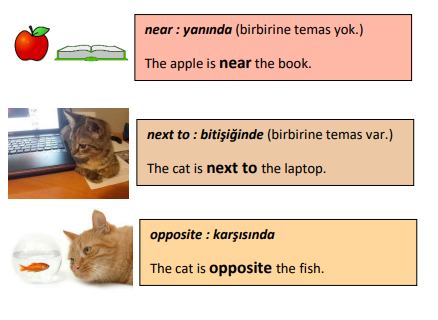 near : yanında (birbirine temas yok.)
The apple is near the book.
next to : bitişiğinde (birbirine temas var.)
The cat is next to the laptop.
opposite : karşısında
The cat is opposite the fish.